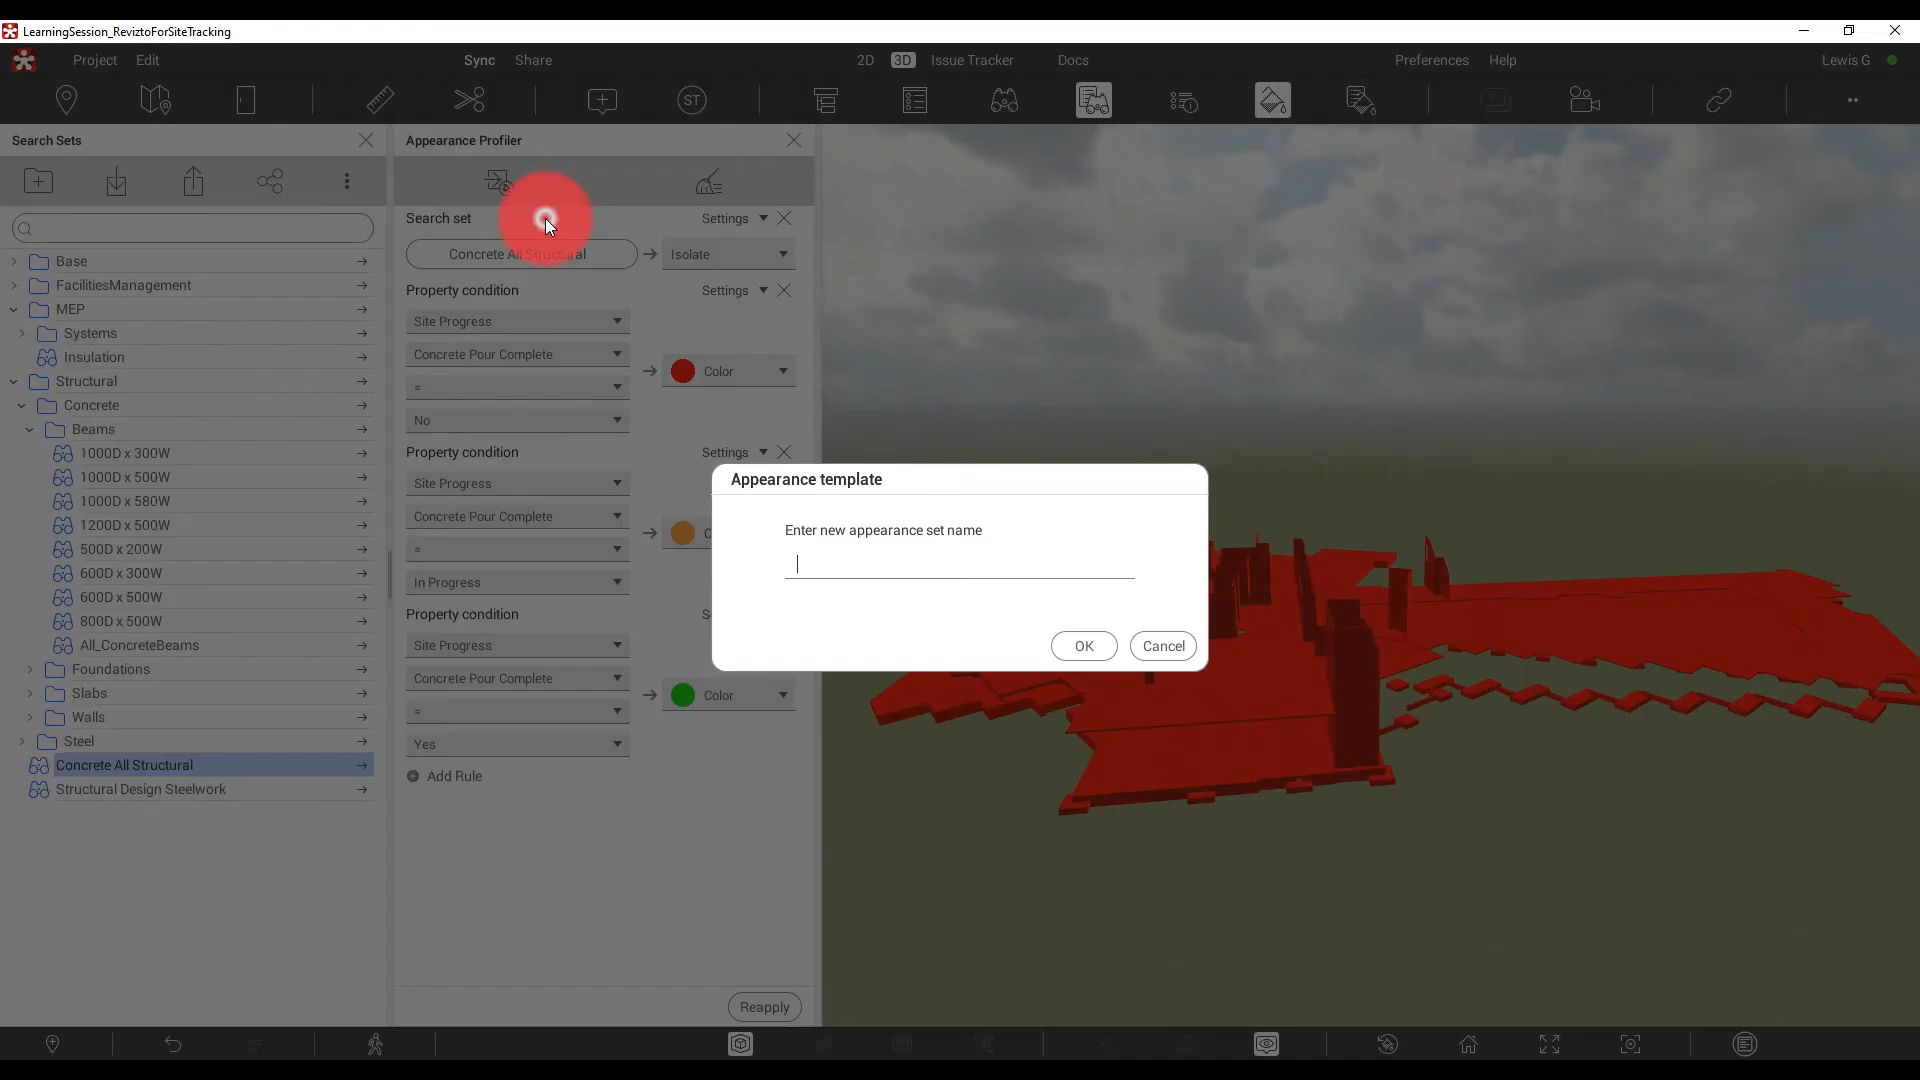 LearningSession_ReviztoForSiteTracking
Project Edit Sync Share 2D 3D Issue Tracker Docs Preferences Help Lewis G
ST
Search Sets
Base
FacilitiesManagement
MEP
Systems
Insulation
Structural
Concrete
Beams
1000D x 300W
1000D x 500W
1000D x 580W
1200D x 500W
500D x 200W
600D x 300W
600D x 500W
800D x 500W
All_ConcreteBeams
Foundations
Slabs
Walls
Steel
Concrete All Structural
Structural Design Steelwork
Appearance Profiler
Search set Settings
Concrete All Structural Isolate
Property condition Settings
Site Progress
Concrete Pour Complete
Color
=
No
Property condition Settings
Site Progress
Concrete Pour Complete
=
In Progress
Property condition
Site Progress
Concrete Pour Complete
Color
=
Yes
Add Rule
Reapply
Appearance template
Enter new appearance set name
OK Cancel